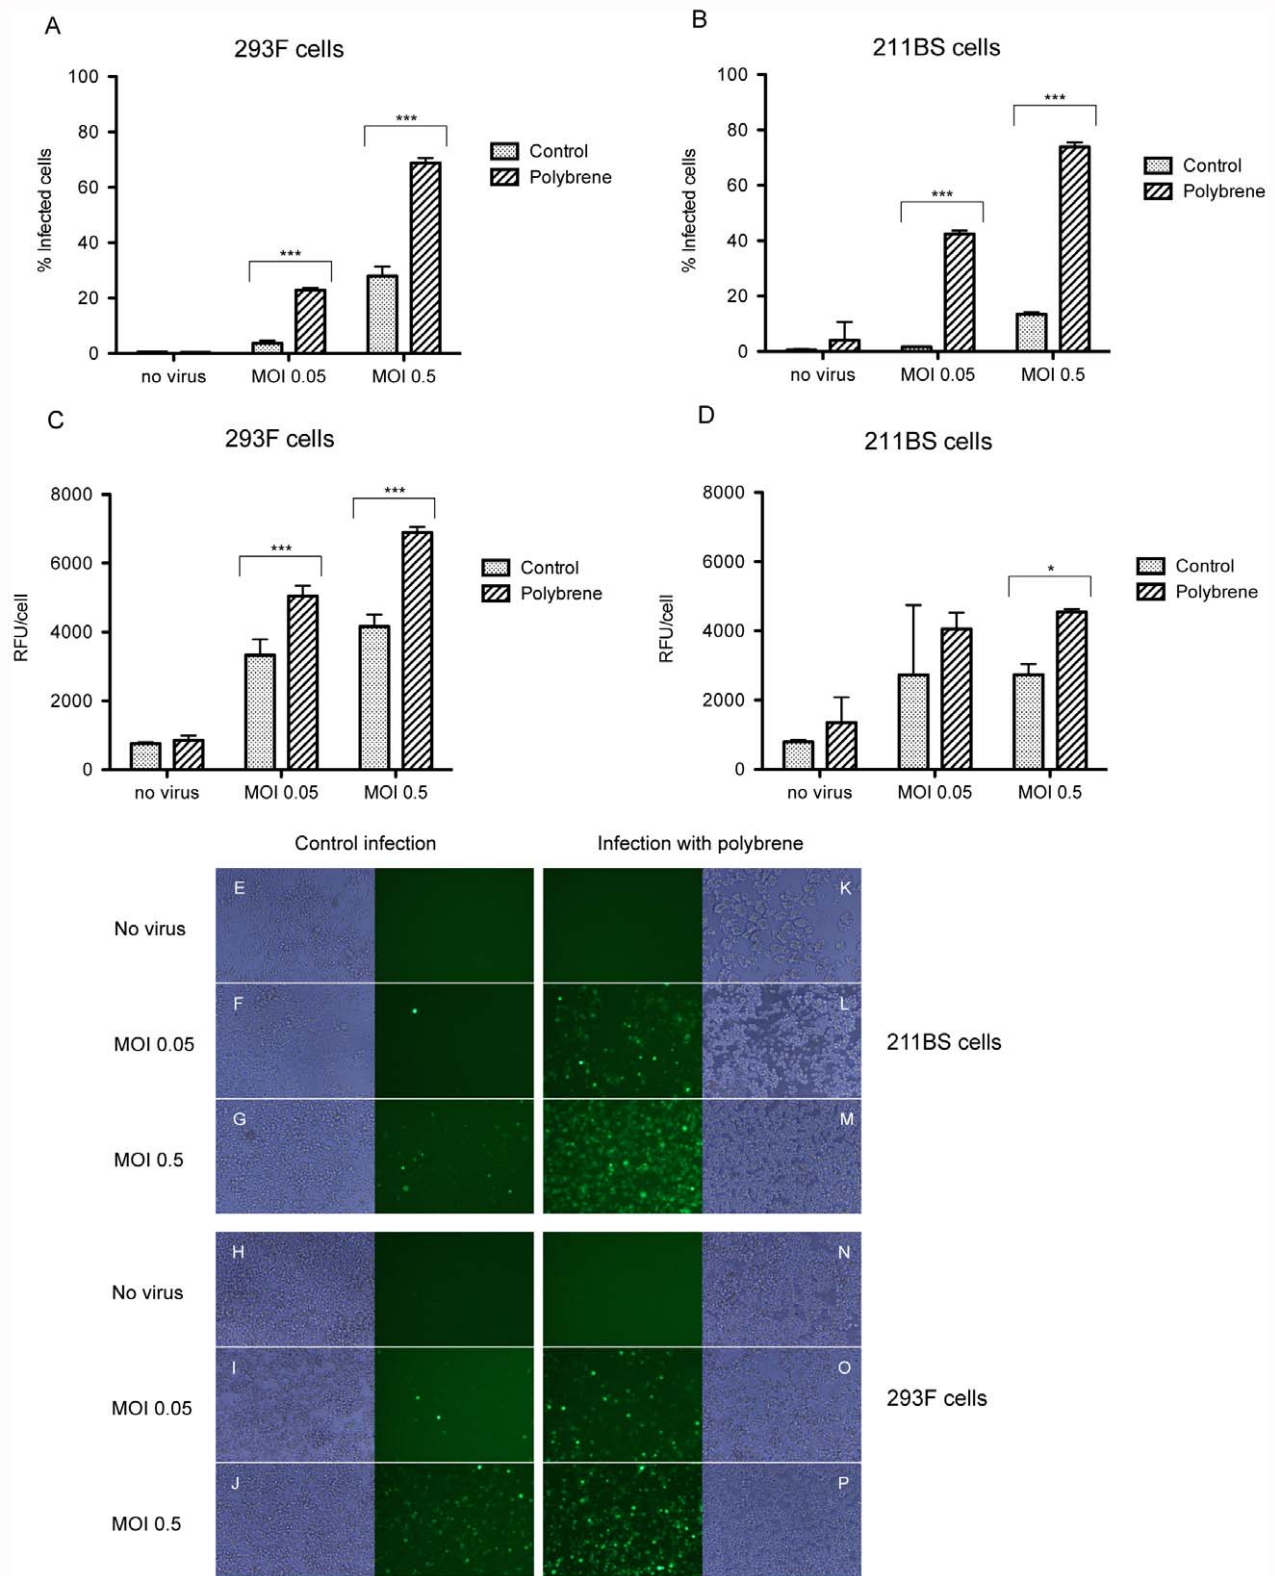 A
293F cells
100
80
60
40
20
0
% Infected cells
***
***
no virus
MOI 0.05
MOI 0.5
Control
Polybrene
B
211BS cells
100
80
60
40
20
0
% Infected cells
***
***
no virus
MOI 0.05
MOI 0.5
Control
Polybrene
C
293F cells
8000
6000
4000
2000
0
RFU/cell
***
***
no virus
MOI 0.05
MOI 0.5
Control
Polybrene
D
211BS cells
8000
6000
4000
2000
0
RFU/cell
*
no virus
MOI 0.05
MOI 0.5
Control
Polybrene
Control infection
Infection with polybrene
No virus
E
K
MOI 0.05
F
L
211BS cells
MOI 0.5
G
M
No virus
H
N
MOI 0.05
I
O
293F cells
MOI 0.5
J
P